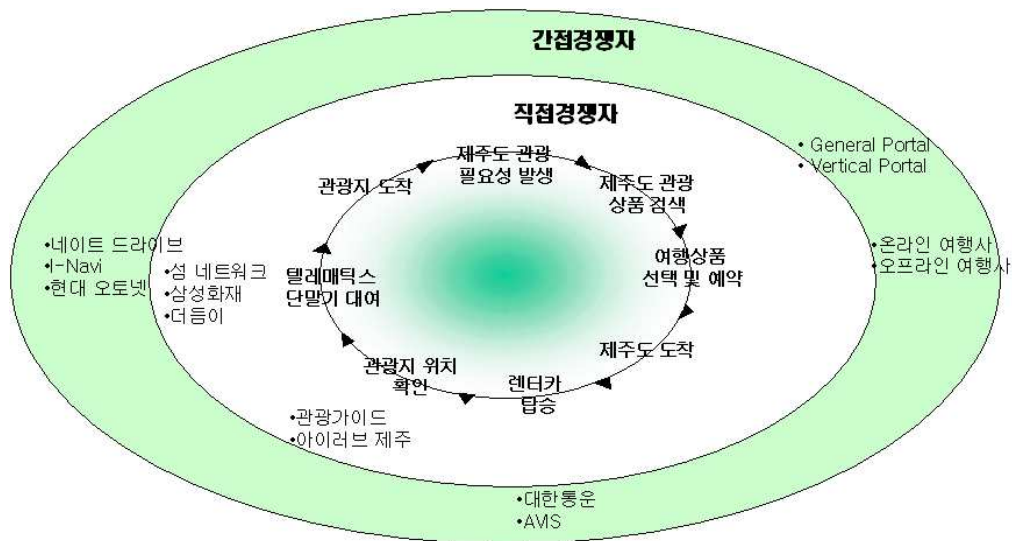 간접경쟁자
직접경쟁자
제주도 관광
필요성 발생
제주도 관광
상품 검색
여행상품
선택 및 예약
제주도 도착
렌터카
탑승
관광지 위치
확인
텔레매틱스
단말기 대여
관광지 도착
• General Portal
• Vertical Portal
•온라인 여행사
•오프라인 여행사
•대한통운
•AVIS
•관광가이드
•아이러브 제주
•섬 네트워크
•삼성화재
•더듬이
•네이트 드라이브
•I-Navi
•현대 오토넷